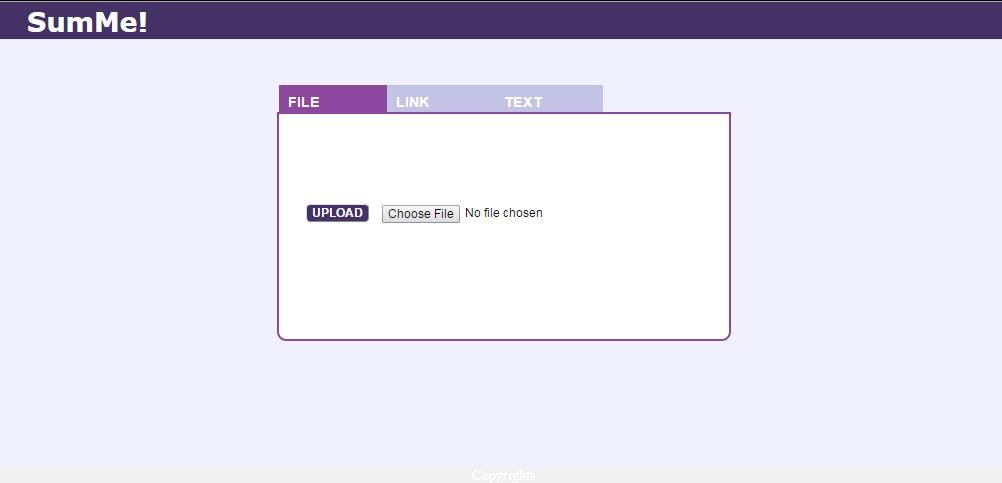 SumMe!
FILE LINK TEXT
UPLOAD Choose File No file chosen
Copyrights